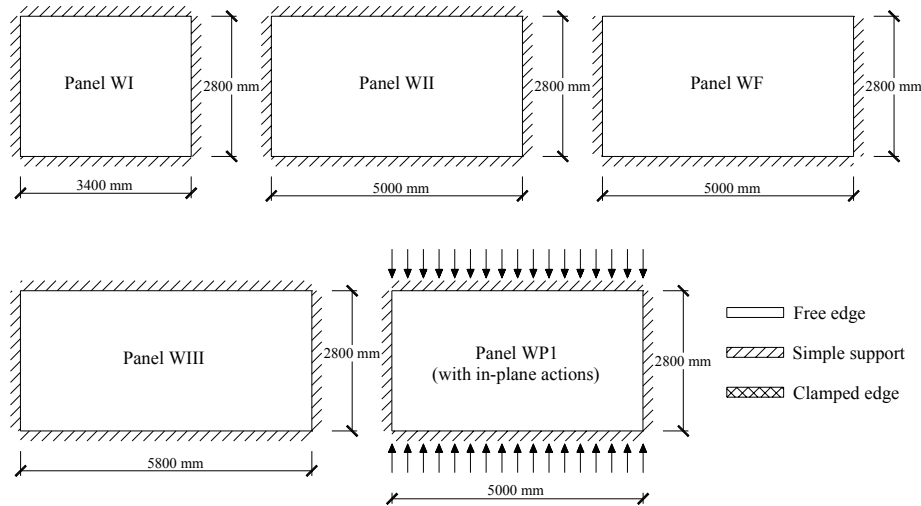 Panel WI
2800 mm
3400 mm
Panel WII
2800 mm
5000 mm
Panel WF
2800 mm
5000 mm
Panel WIII
2800 mm
5800 mm
Panel WP1
(with in-plane actions)
2800 mm
5000 mm
Free edge
Simple support
Clamped edge